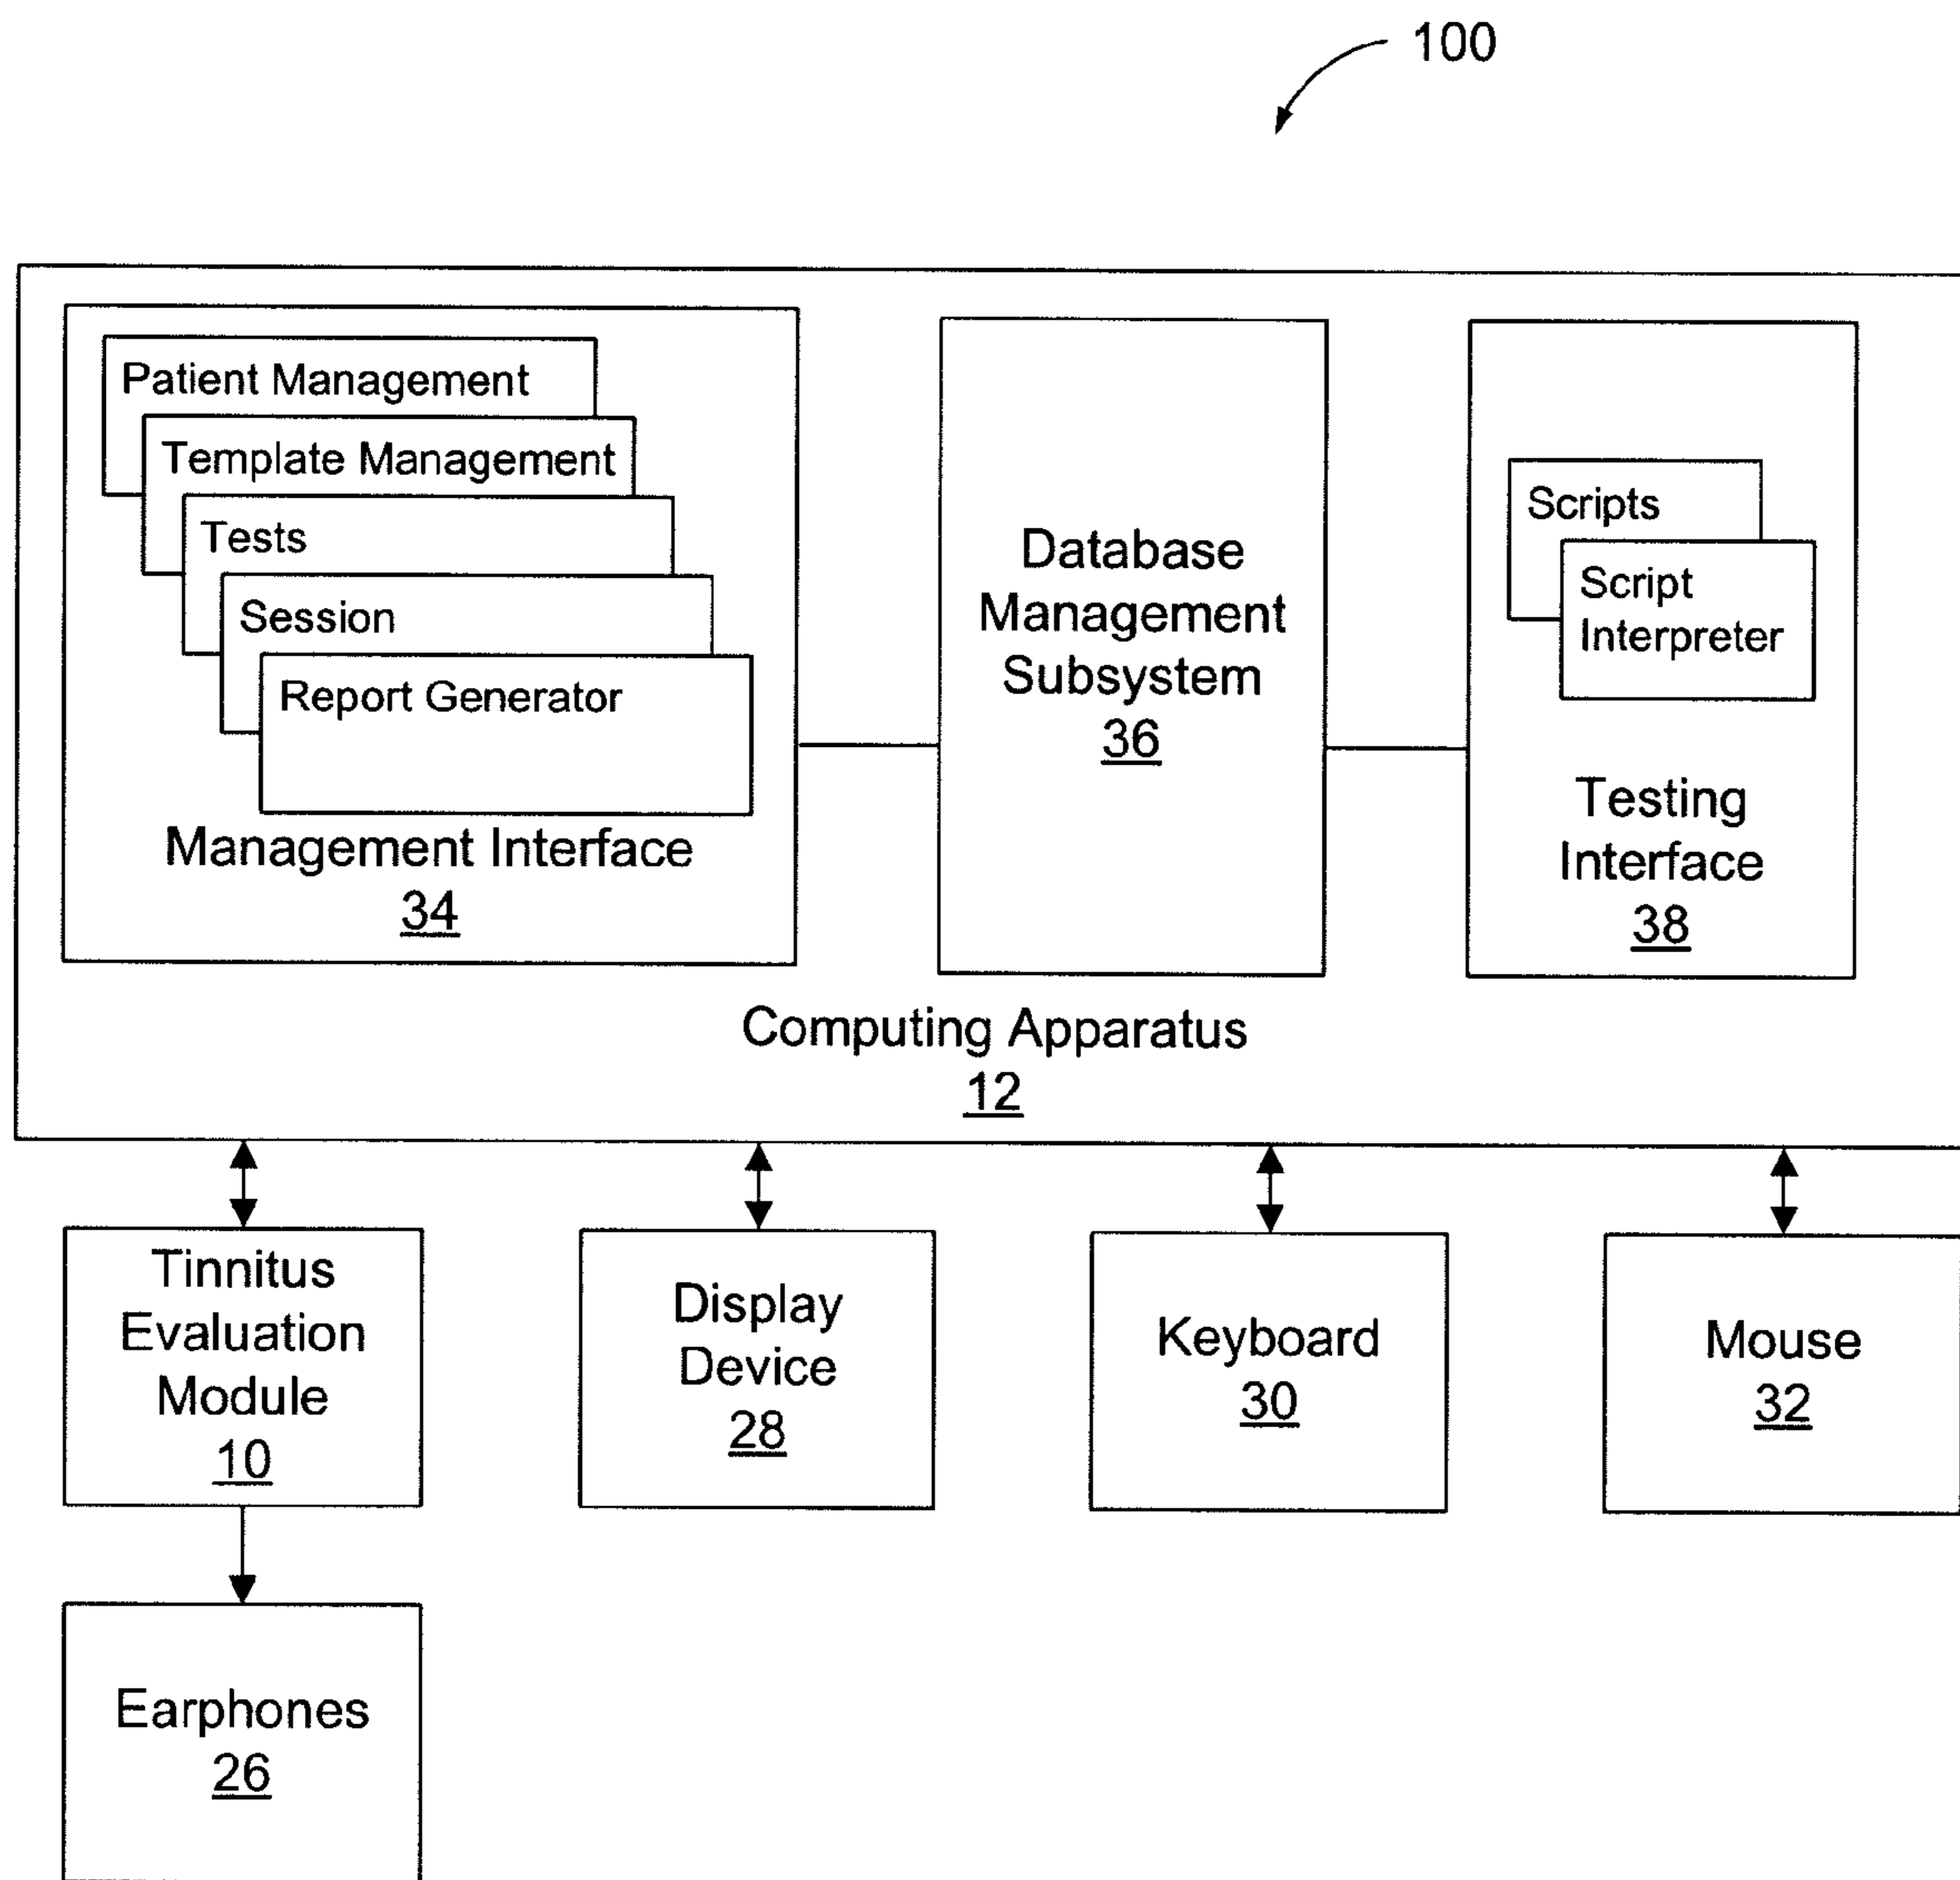 100
Patient Management
Template Management
Tests
Session
Report Generator
Management Interface
34
Database
Management
Subsystem
36
Scripts
Script
Interpreter
Testing
Interface
38
Computing Apparatus
12
Tinnitus
Evaluation
Module
10
Display
Device
28
Keyboard
30
Mouse
32
Earphones
26